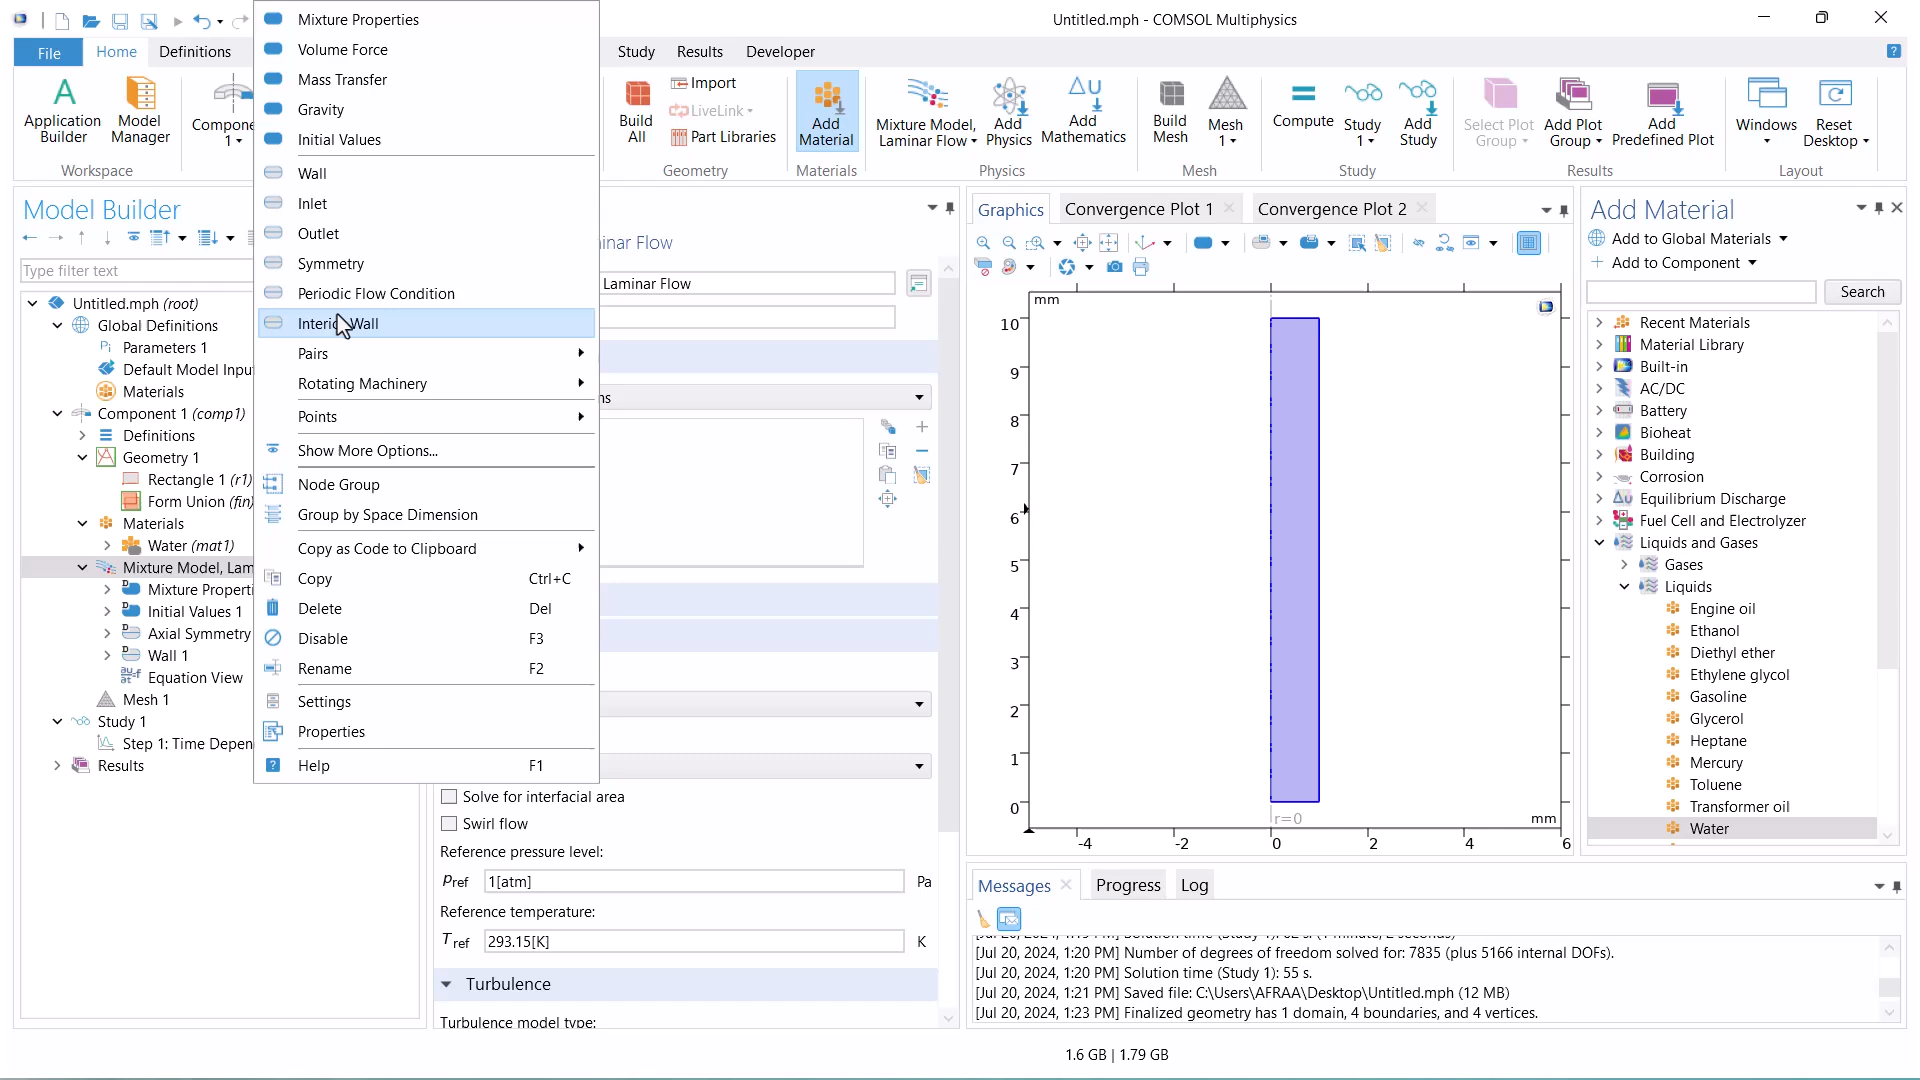 Untitled.mph - COMSOL Multiphysics
File
Home
Definitions
Study
Results
Developer
Application Builder
Model Manager
Workspace
1
Build All
Import
LiveLink
Part Libraries
Geometry
Add Material
Materials
Mixture Model, Laminar Flow
Add Physics
Add Mathematics
Physics
Build Mesh
Mesh 1
Mesh
Compute
Study 1
Add Study
Study
Select Plot Group
Add Plot Group
Add Predefined Plot
Results
Windows
Reset Desktop
Layout
Model Builder
Type filter text
Untitled.mph (root)
Global Definitions
Parameters 1
Default Model
Materials
Component 1 (comp1)
Definitions
Geometry 1
Rectangle 1 (r1)
Form Union (fin)
Materials
Water (mat1)
Mixture Model,
Mixture
Initial Values 1
Axial Symmetry
Wall 1
Equation View
Mesh 1
Study 1
Step 1: Time
Results
Mixture Properties
Volume Force
Mass Transfer
Gravity
Initial Values
Wall
Inlet
Outlet
Symmetry
Periodic Flow Condition
Interior Wall
Pairs
Rotating Machinery
Points
Show More Options...
Node Group
Group by Space Dimension
Copy as Code to Clipboard
Copy Ctrl+C
Delete Del
Disable F3
Rename F2
Settings
Properties
Help F1
Flow
Laminar Flow
Solve for interfacial area
Swirl flow
Reference pressure level:
pref 1[atm] Pa
Reference temperature:
Tref 293.15[K] K
Turbulence
Turbulence model type:
Graphics
Convergence Plot 1
Convergence Plot 2
mm
10
9
8
7
6
5
4
3
2
1
0
r=0
mm
-4 -2 0 2 4 6
Messages
Progress
Log
[Jul 20, 2024, 1:20 PM] Number of degrees of freedom solved for: 7835 (plus 5166 internal DOFs).
[Jul 20, 2024, 1:20 PM] Solution time (Study 1): 55 s.
[Jul 20, 2024, 1:21 PM] Saved file: C:\Users\AFRAA\Desktop\Untitled.mph (12 MB)
[Jul 20, 2024, 1:23 PM] Finalized geometry has 1 domain, 4 boundaries, and 4 vertices.
1.6 GB | 1.79 GB
Add Material
Add to Global Materials
Add to Component
Search
Recent Materials
Material Library
Built-in
AC/DC
Battery
Bioheat
Building
Corrosion
Equilibrium Discharge
Fuel Cell and Electrolyzer
Liquids and Gases
Gases
Liquids
Engine oil
Ethanol
Diethyl ether
Ethylene glycol
Gasoline
Glycerol
Heptane
Mercury
Toluene
Transformer oil
Water